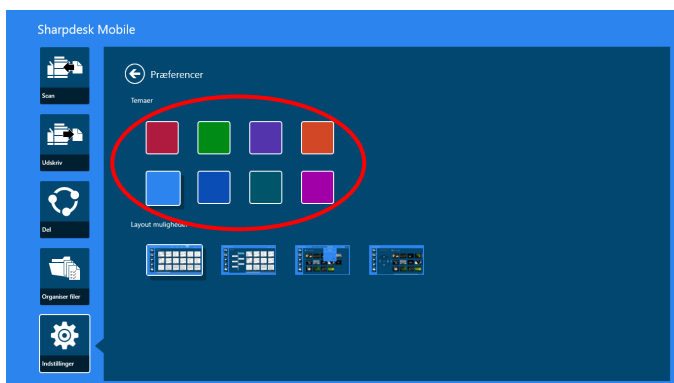 Sharpdesk Mobile
Scan
Udskriv
Del
Organiser filer
Indstillinger
Præferencer
Temaer
Layout muligheder